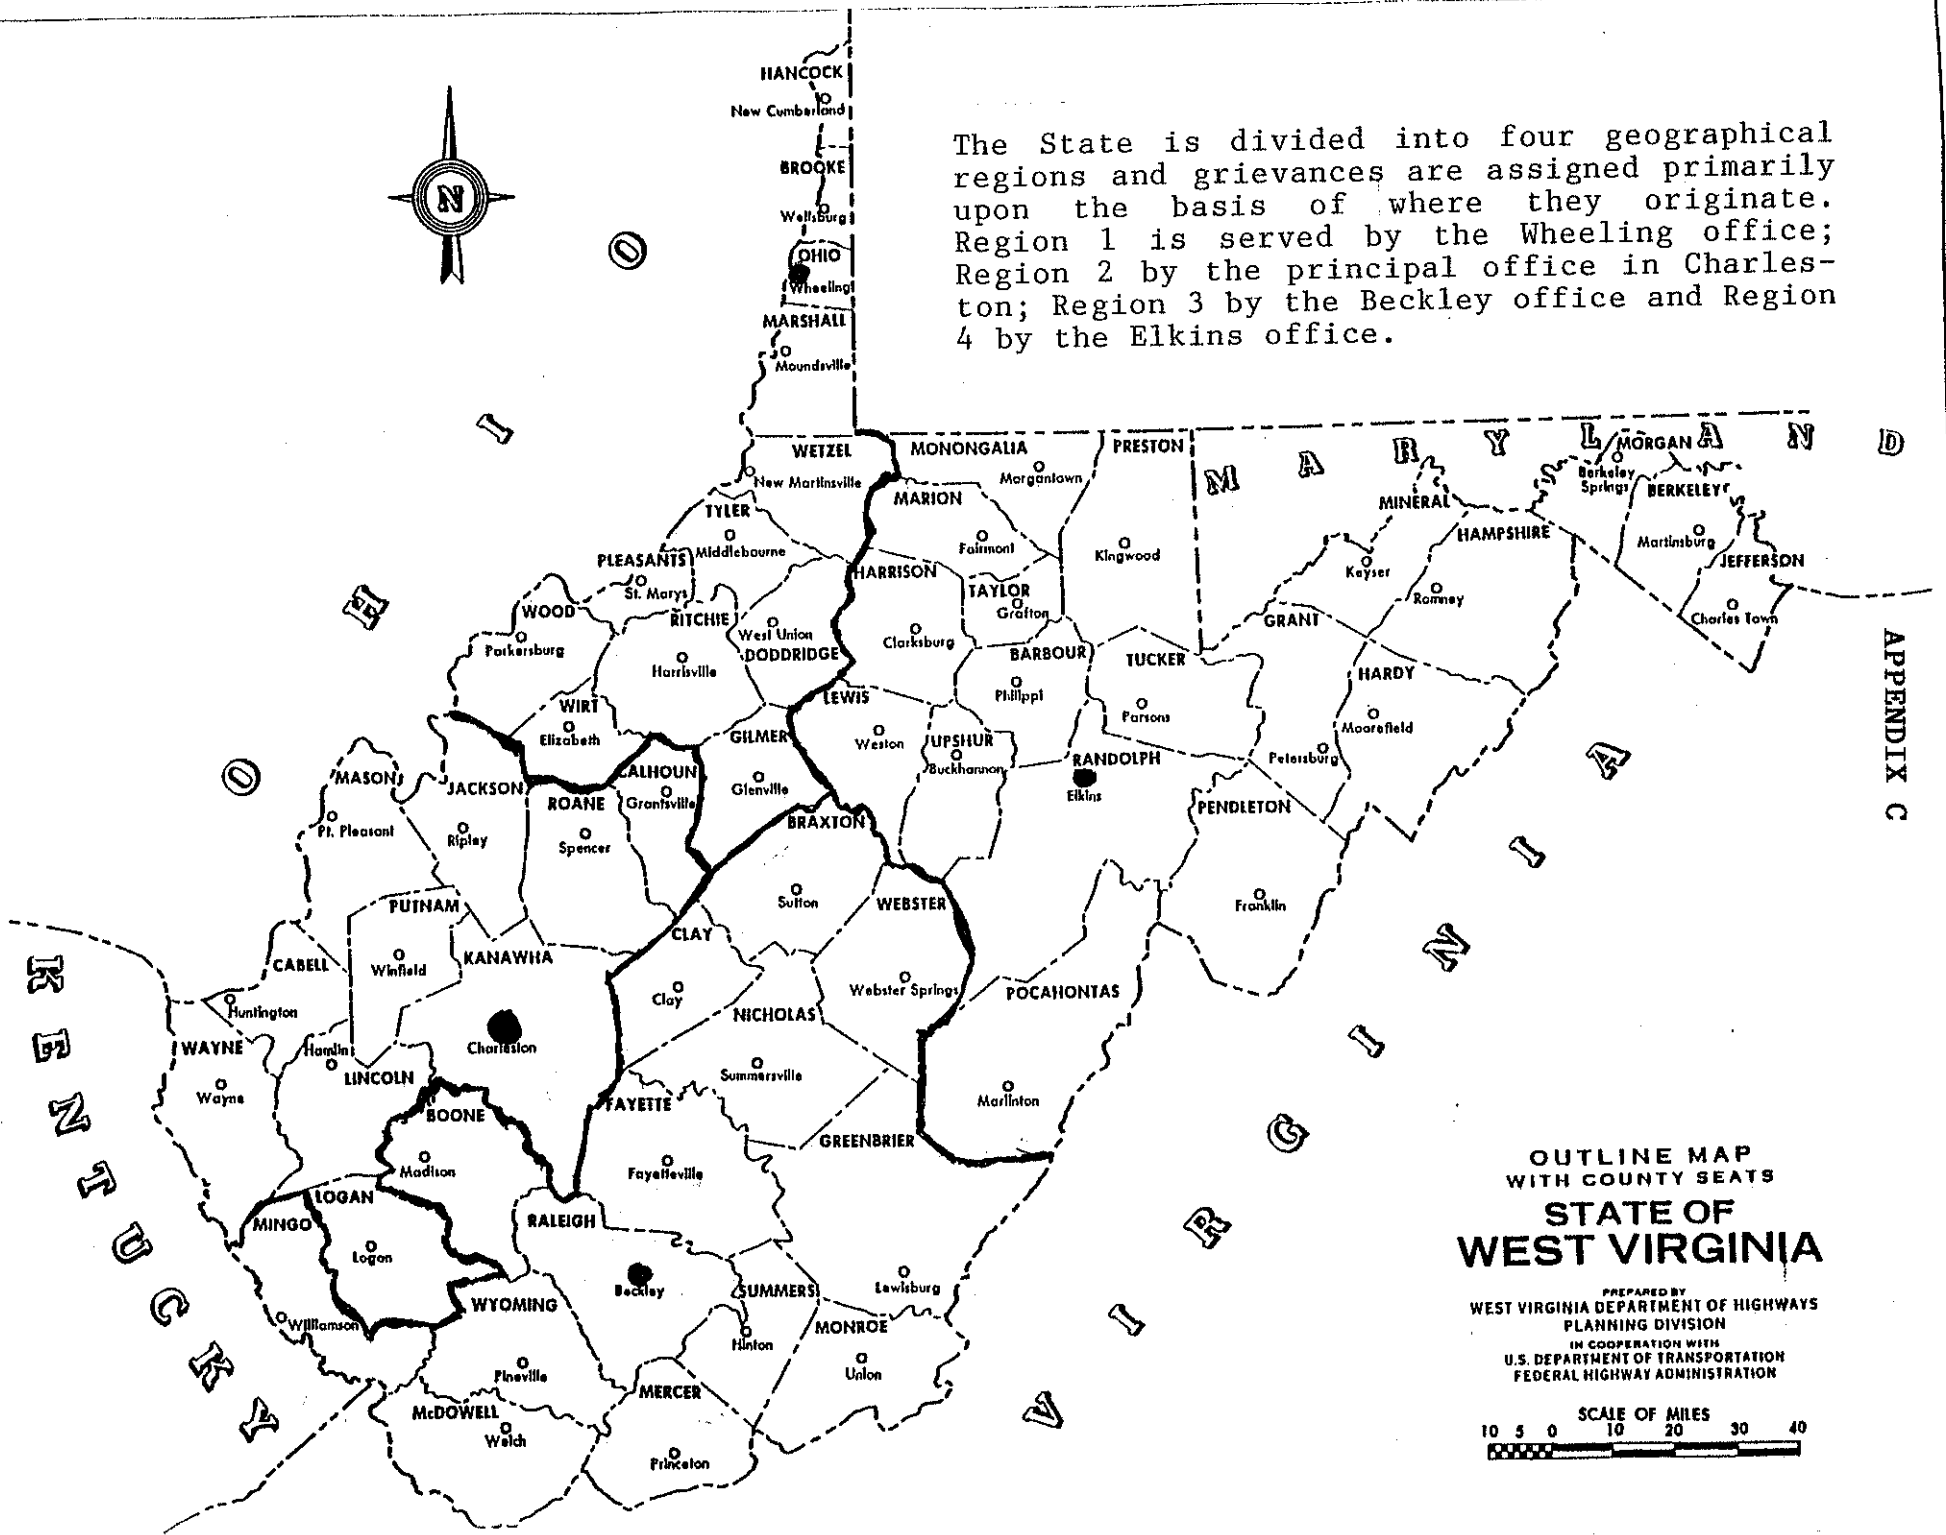 HANCOCK
New Cumberland
BROOKE
Wellsburg
OHIO
Wheeling
MARSHALL
Moundsville
The State is divided into four geographical
regions and grievances are assigned primarily
upon the basis of where they originate.
Region 1 is served by the Wheeling office;
Region 2 by the principal office in Charles-
ton; Region 3 by the Beckley office and Region
4 by the Elkins office.
N
OHIO
MARYLAND
VIRGINIA
KENTUCKY
APPENDIX C
WETZEL
New Martinsville
MONONGALIA
Morgantown
PRESTON
Kingwood
MARION
Fairmont
TYLER
Middlebourne
PLEASANTS
St. Marys
WOOD
Parkersburg
RITCHIE
Harrisville
West Union
DODDRIDGE
HARRISON
Clarksburg
TAYLOR
Grafton
BARBOUR
Philippi
TUCKER
Parsons
MINERAL
Keyser
HAMPSHIRE
Romney
MORGAN
Berkeley
Springs
BERKELEY
Martinsburg
JEFFERSON
Charles Town
GRANT
Petersburg
HARDY
Moorefield
WIRT
Elizabeth
GILMER
Glenville
LEWIS
Weston
UPSHUR
Buckhannon
RANDOLPH
Elkins
PENDLETON
Franklin
MASON
Pt. Pleasant
JACKSON
Ripley
ROANE
Spencer
CALHOUN
Grantsville
BRAXTON
Sutton
WEBSTER
Webster Springs
PUTNAM
Winfield
KANAWHA
Charleston
CLAY
Clay
NICHOLAS
Summersville
POCAHONTAS
Marlinton
CABELL
Huntington
WAYNE
Wayne
Hamlin
LINCOLN
BOONE
Madison
FAYETTE
Fayetteville
GREENBRIER
Lewisburg
LOGAN
Logan
MINGO
Williamson
RALEIGH
Beckley
WYOMING
Pineville
SUMMERS
Hinton
MONROE
Union
MERCER
Princeton
McDOWELL
Welch
OUTLINE MAP
WITH COUNTY SEATS
STATE OF
WEST VIRGINIA
PREPARED BY
WEST VIRGINIA DEPARTMENT OF HIGHWAYS
PLANNING DIVISION
IN COOPERATION WITH
U.S. DEPARTMENT OF TRANSPORTATION
FEDERAL HIGHWAY ADMINISTRATION
SCALE OF MILES
10 5 0 10 20 30 40